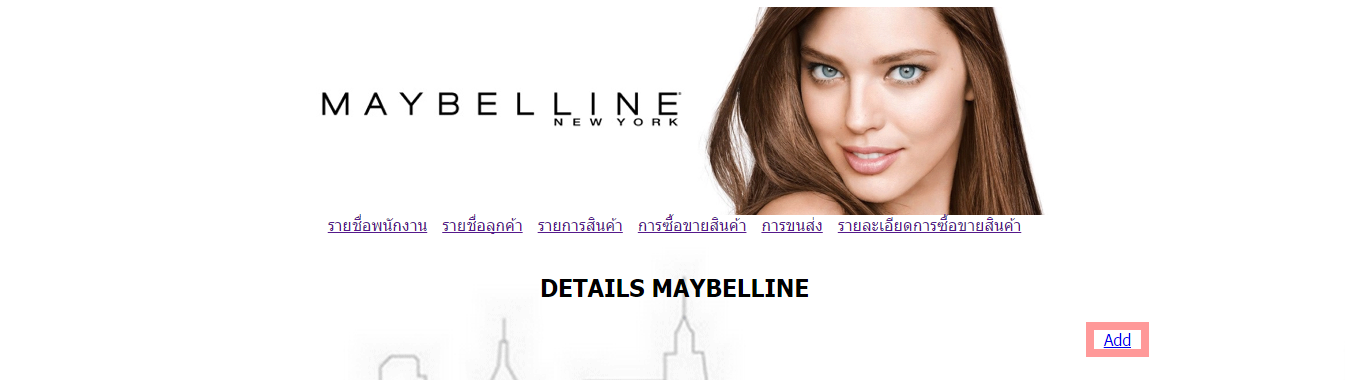 MAYBELLINE
NEW YORK
รายชื่อพนักงาน รายชื่อลูกค้า รายการสินค้า การซื้อขายสินค้า การขนส่ง รายละเอียดการซื้อขายสินค้า
DETAILS MAYBELLINE
Add